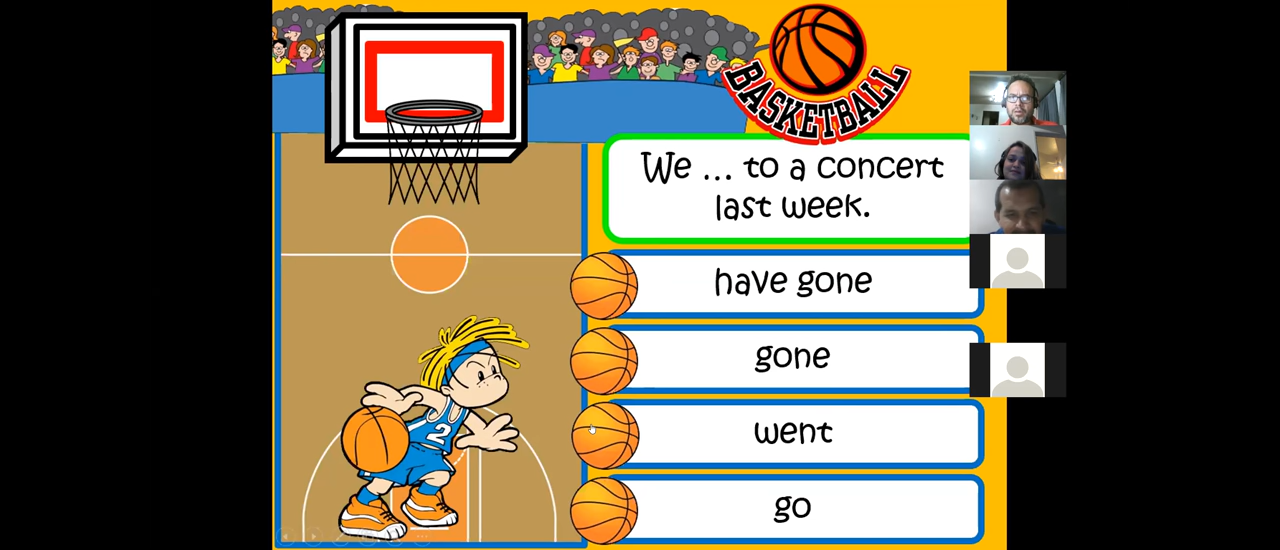 BASKETBALL
We ... to a concert
last week.
have gone
gone
went
2
go